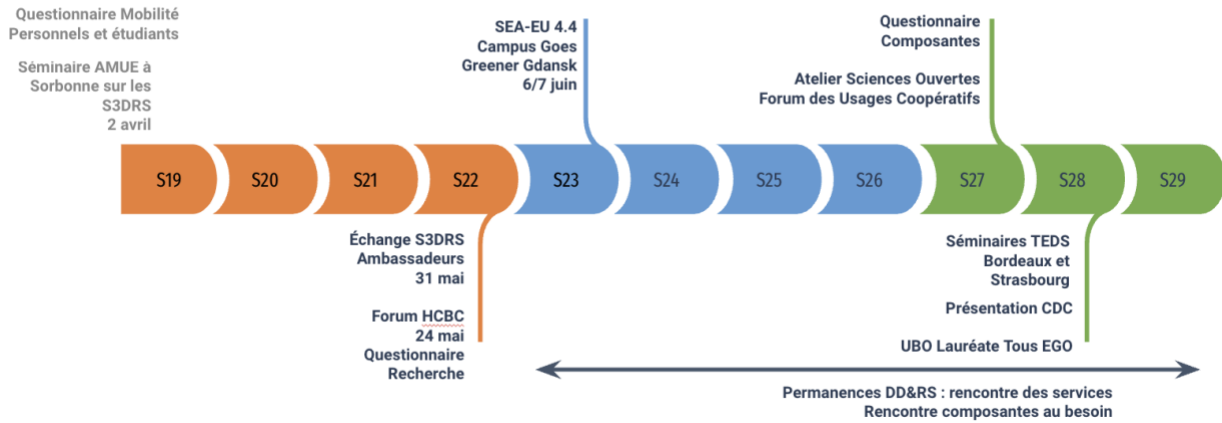 Questionnaire Mobilité
Personnels et étudiants
Séminaire AMUE à
Sorbonne sur les
S3DRS
2 avril
SEA-EU 4.4
Campus Goes
Greener Gdansk
6/7 juin
Questionnaire
Composantes
Atelier Sciences Ouvertes
Forum des Usages Coopératifs
S19
S20
S21
S22
S23
S24
S25
S26
S27
S28
S29
Échange S3DRS
Ambassadeurs
31 mai
Forum HCBC
24 mai
Questionnaire
Recherche
Séminaires TEDS
Bordeaux et
Strasbourg
Présentation CDC
UBO Lauréate Tous EGO
Permanences DD&RS : rencontre des services
Rencontre composantes au besoin